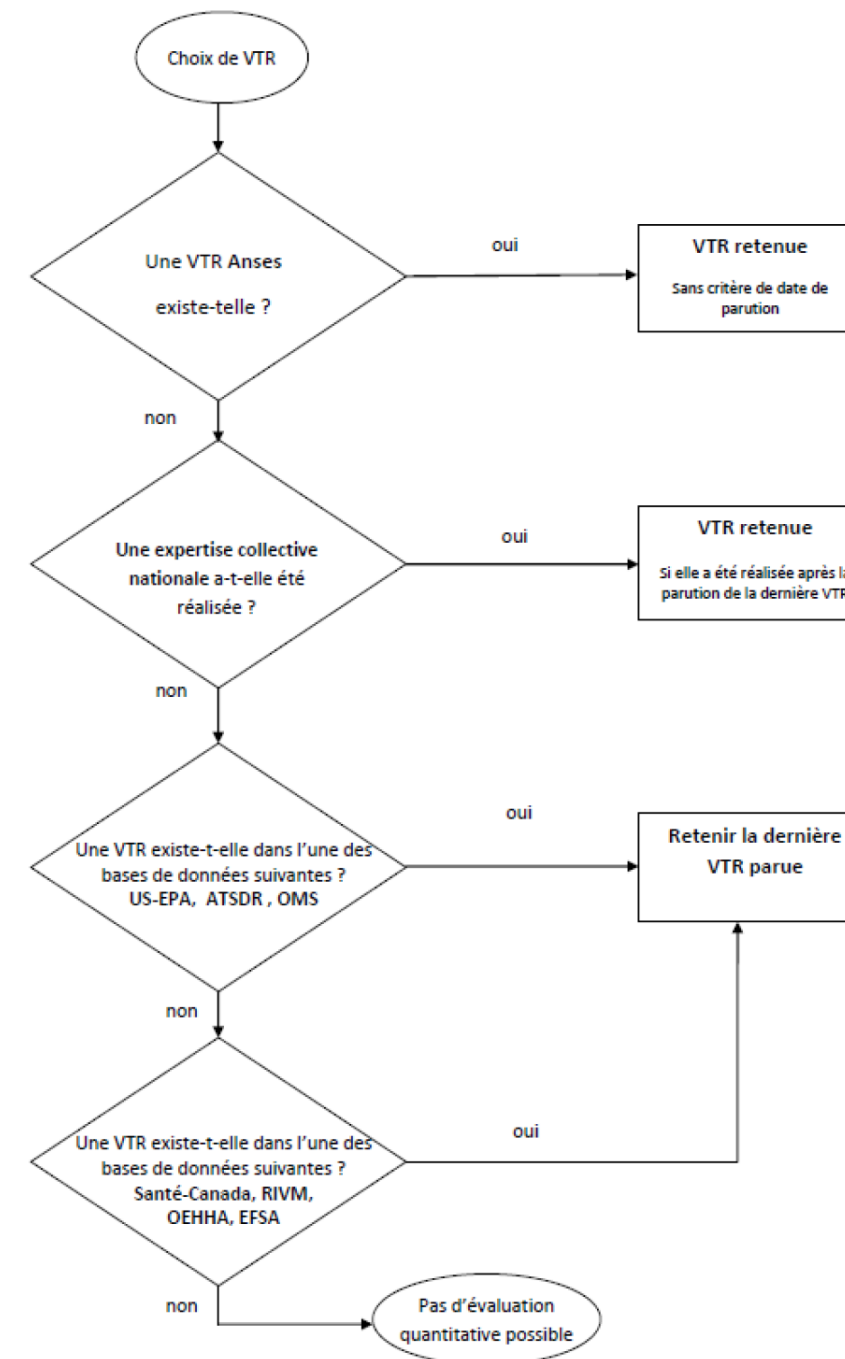 Choix de VTR
Une VTR Anses
existe-telle ?
oui
VTR retenue
Sans critère de date de
parution
non
Une expertise collective
nationale a-t-elle été
réalisée ?
oui
VTR retenue
Si elle a été réalisée après la
parution de la dernière VTR
non
Une VTR existe-t-elle dans l'une des
bases de données suivantes ?
US-EPA, ATSDR , OMS
oui
Retenir la dernière
VTR parue
non
Une VTR existe-t-elle dans l'une des
bases de données suivantes ?
Santé-Canada, RIVM,
OEHHA, EFSA
oui
non
Pas d'évaluation
quantitative possible